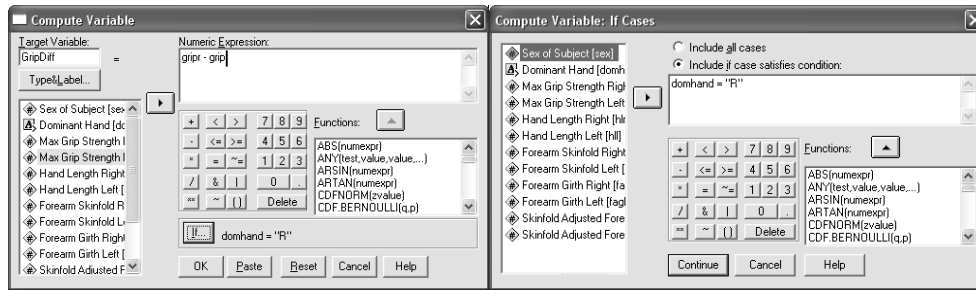 Compute Variable
Target Variable:
GripDiff
=
Type&Label...
Numeric Expression:
gripr - gripl
Sex of Subject [sex
Dominant Hand [do
Max Grip Strength I
Max Grip Strength I
Hand Length Right
Hand Length Left [
Forearm Skinfold R
Forearm Skinfold L
Forearm Girth Right
Forearm Girth Left [
Skinfold Adjusted F
+ < > 7 8 9
- <= >= 4 5 6
* = ~= 1 2 3
/ & | 0 .
** ~ () Delete
Functions:
ABS(numexpr)
ANY(test,value,value,...)
ARSIN(numexpr)
ARTAN(numexpr)
CDFNORM(zvalue)
CDF.BERNOULLI(q,p)
If... domhand = "R"
OK Paste Reset Cancel Help
Compute Variable: If Cases
Sex of Subject [sex]
Dominant Hand [domh
Max Grip Strength Righ
Max Grip Strength Left
Hand Length Right [hlr
Hand Length Left [hll]
Forearm Skinfold Right
Forearm Skinfold Left [
Forearm Girth Right [fa
Forearm Girth Left [fagl
Skinfold Adjusted Fore
Skinfold Adjusted Fore
Include all cases
Include if case satisfies condition:
domhand = "R"
+ < > 7 8 9
- <= >= 4 5 6
* = ~= 1 2 3
/ & | 0 .
** ~ () Delete
Functions:
ABS(numexpr)
ANY(test,value,value,...)
ARSIN(numexpr)
ARTAN(numexpr)
CDFNORM(zvalue)
CDF.BERNOULLI(q,p)
Continue Cancel Help